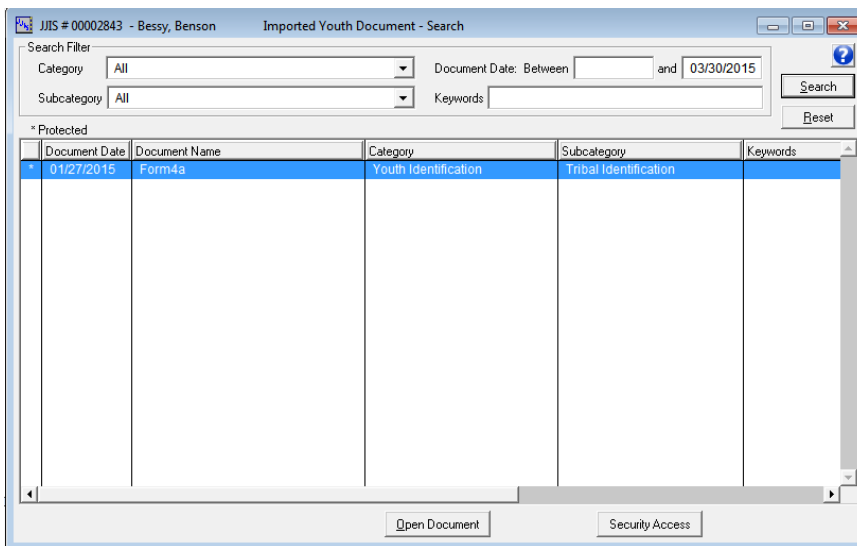 JJIS # 00002843 - Bessy, Benson Imported Youth Document - Search
Search Filter
Category All Document Date: Between and 03/30/2015
Search
Subcategory All Keywords
Reset
* Protected
Document Date Document Name Category Subcategory Keywords
* 01/27/2015 Form4a Youth Identification Tribal Identification
Open Document Security Access